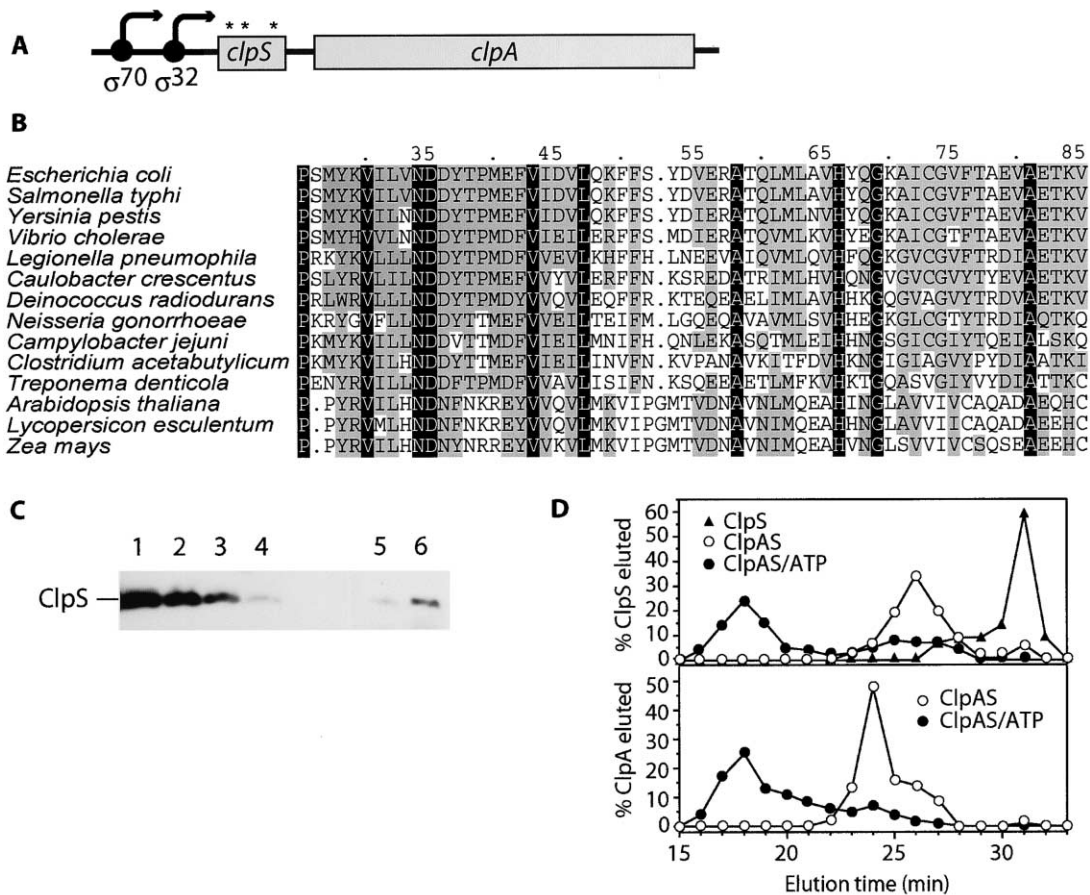 A
* * *
clpS
clpA
σ70 σ32
B
. 35 . 45 . 55 . 65 . 75 . 85
Escherichia coli PSMYKVILVNDDYTPMEFVIDVLQKFFS.YDVERATQLMLAVHYQGKAICGVFTAEVAETKV
Salmonella typhi PSMYKVILVNDDYTPMEFVIDVLQKFFS.YDVERATQLMLAVHYQGKAICGVFTAEVAETKV
Yersinia pestis PSMYKVILNNDDYTPMEFVIDVLQKFFS.YDIERATQLMLNVHYQGKAICGVFTAEVAETKV
Vibrio cholerae PSMYHVVLNNDDYTPMDFVIEILERFFS.MDIERATQVMLKVHYEGKAICGTFTAEVAETKV
Legionella pneumophila PRKYKVLLLNDDYTPMDFVVEVLKHFFH.LNEEVAIQVMLQVHFQGKGVCGVFTRDIAETKV
Caulobacter crescentus PSLYRVLILNDDYTPMEFVVYVLERFFN.KSREDATRIMLHVHQNGVGVCGVYTYEVAETKV
Deinococcus radiodurans PRLWRVLLLNDDYTPMDYVVQVLEQFFR.KTEQEAELIMLAVHHKGQGVAGVYTRDVAETKV
Neisseria gonorrhoeae PKRYGVFLLNDDYTTMEFVVEILTEIFM.LGQEQAVAVMLSVHHEGKGLCGTYTRDIAQTKQ
Campylobacter jejuni PKMYKVILLNDDVTTMDFVIEILMNIFH.QNLEKASQTMLEIHHNGSGICGIYTQEIALSKQ
Clostridium acetabutylicum PKMYKVILHNDDYTTMEFVIEILINVFN.KVPANAVKITFDVHKNGIGIAGVYPYDIAATKI
Treponema denticola PENYRVILLNDDFTPMDFVVAVLISIFN.KSQEEAETLMFKVHKTGQASVGIYVYDIATTKC
Arabidopsis thaliana P.PYRVILHNDNFNKREYVVQVLMKVIPGMTVDNAVNLMQEAHINGLAVVIVCAQADAEQHC
Lycopersicon esculentum P.PYRVMLHNDNFNKREYVVQVLMKVIPGMTVDNAVNIMQEAHINGLAVVIICAQADAEEHC
Zea mays P.PYRVILHNDNYNRREYVVKVLMKVIPGMTVDNAVNIMQEAHVNGLSVVIVCSQSEAEEHC
C
1 2 3 4 5 6
ClpS
D
% ClpS eluted
60
50
40
30
20
10
0
ClpS
ClpAS
ClpAS/ATP
% ClpA eluted
50
40
30
20
10
0
ClpAS
ClpAS/ATP
15 20 25 30
Elution time (min)